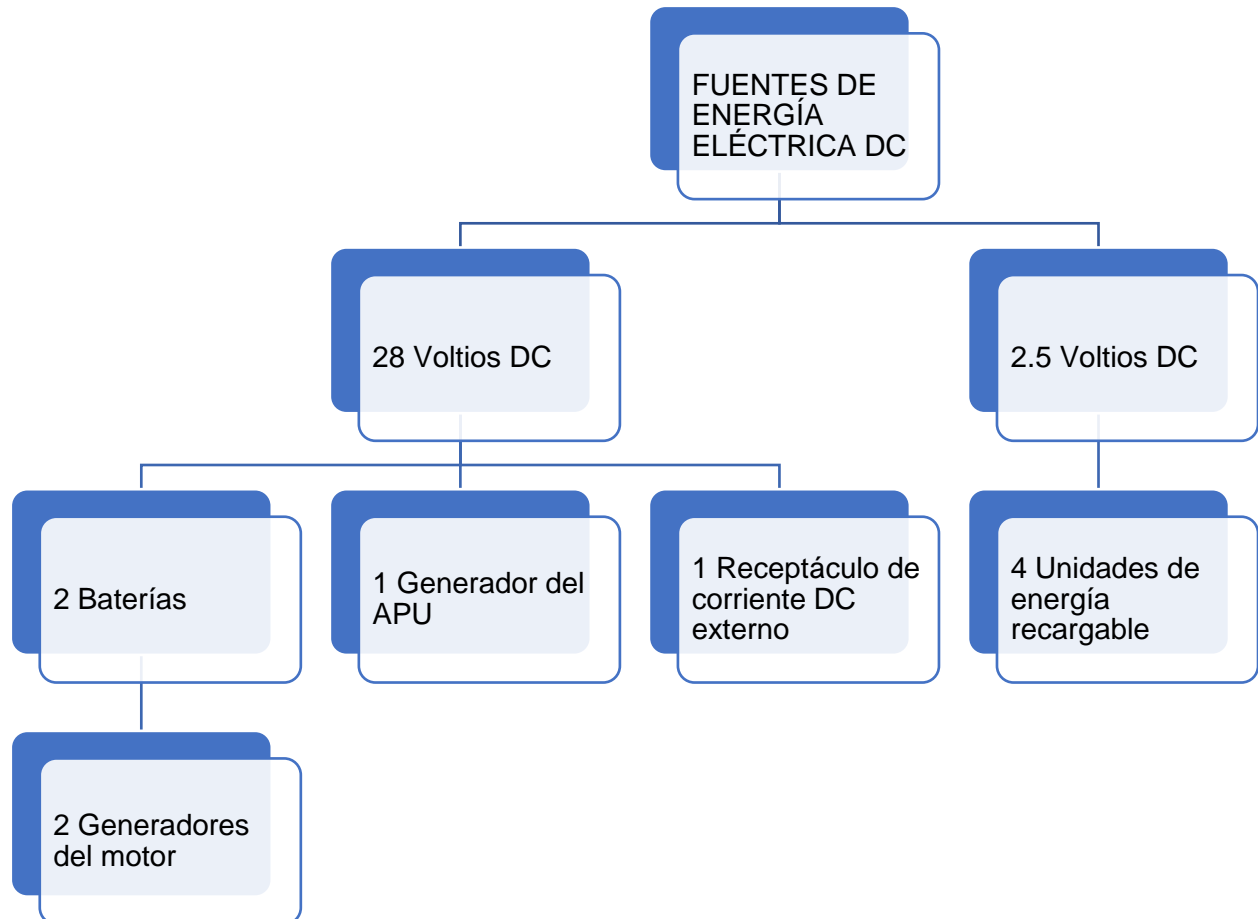 FUENTES DE
ENERGÍA
ELÉCTRICA DC
28 Voltios DC
2.5 Voltios DC
2 Baterías
1 Generador del
APU
1 Receptáculo de
corriente DC
externo
4 Unidades de
energía
recargable
2 Generadores
del motor